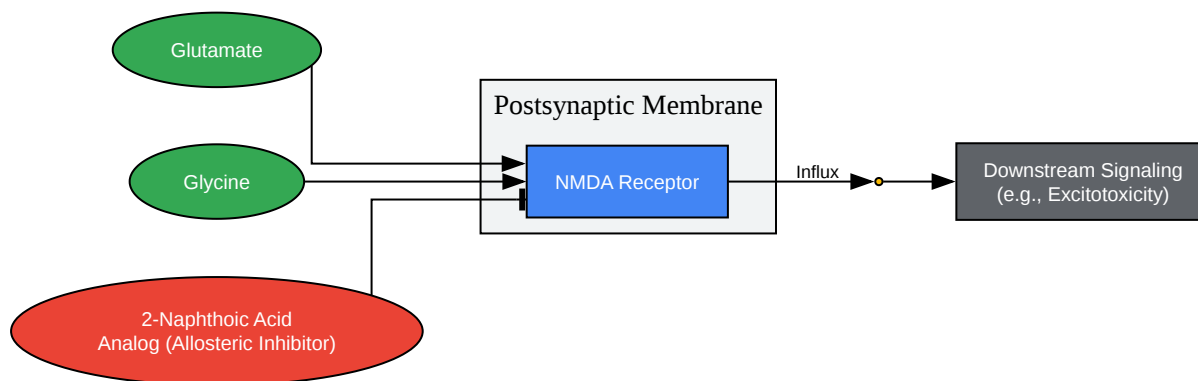 Glutamate
Postsynaptic Membrane
Glycine
NMDA Receptor
Influx
Downstream Signaling
(e.g., Excitotoxicity)
2-Naphthoic Acid
Analog (Allosteric Inhibitor)